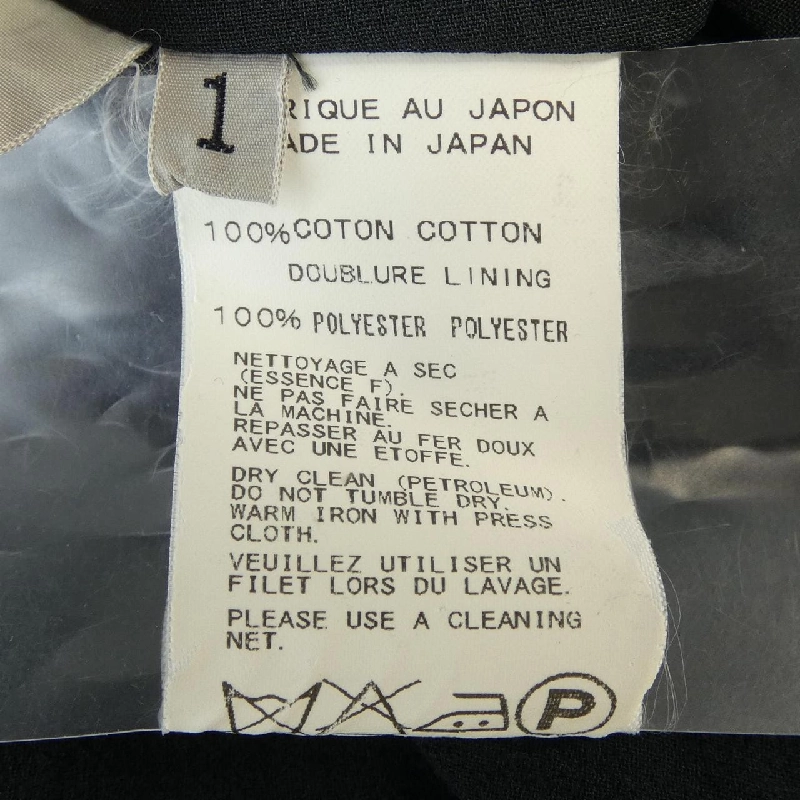 1
RIQUE AU JAPON
ADE IN JAPAN
100% COTON COTTON
DOUBLURE LINING
100% POLYESTER POLYESTER
NETTOYAGE A SEC
(ESSENCE F).
NE PAS FAIRE SECHER A
LA MACHINE.
REPASSER AU FER DOUX
AVEC UNE ETOFFE.
DRY CLEAN (PETROLEUM).
DO NOT TUMBLE DRY.
WARM IRON WITH PRESS
CLOTH.
VEUILLEZ UTILISER UN
FILET LORS DU LAVAGE.
PLEASE USE A CLEANING
NET.
P